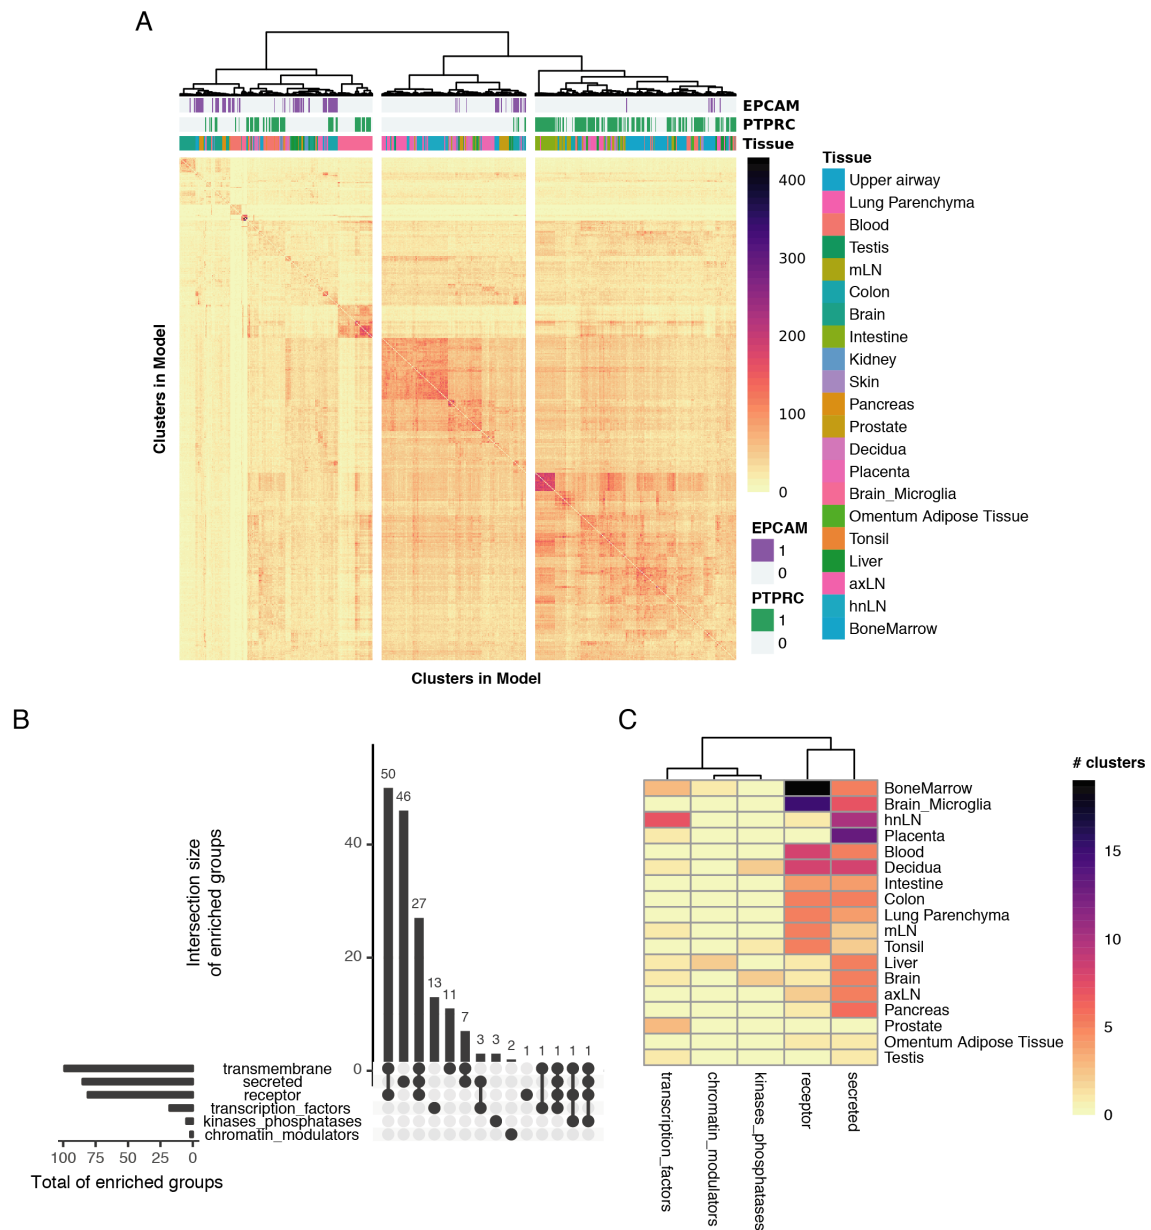 A
EPCAM
PTPRC
Tissue
400
300
200
100
0
Clusters in Model
Clusters in Model
EPCAM
1
0
PTPRC
1
0
Tissue
Upper airway
Lung Parenchyma
Blood
Testis
mLN
Colon
Brain
Intestine
Kidney
Skin
Pancreas
Prostate
Decidua
Placenta
Brain_Microglia
Omentum Adipose Tissue
Tonsil
Liver
axLN
hnLN
BoneMarrow
B
Intersection size
of enriched groups
40
20
0
50
46
27
13
11
7
3
3
2
1
1
1
1
1
transmembrane
secreted
receptor
transcription_factors
kinases_phosphatases
chromatin_modulators
100 75 50 25 0
Total of enriched groups
C
# clusters
15
10
5
0
BoneMarrow
Brain_Microglia
hnLN
Placenta
Blood
Decidua
Intestine
Colon
Lung Parenchyma
mLN
Tonsil
Liver
Brain
axLN
Pancreas
Prostate
Omentum Adipose Tissue
Testis
transcription_factors
chromatin_modulators
kinases_phosphatases
receptor
secreted